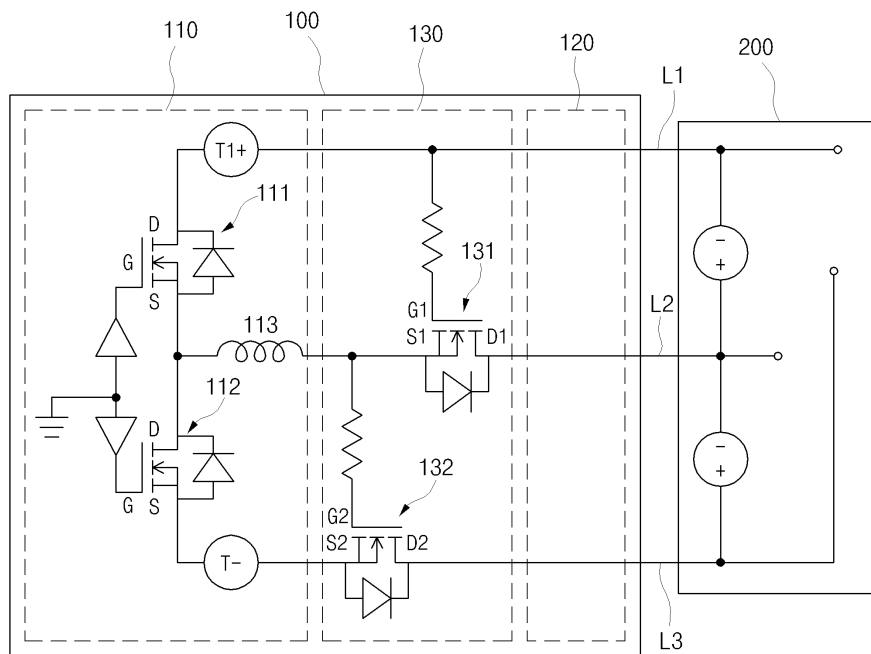 110
100
130
120
200
L1
T1+
D
111
G
S
131
G1
S1
D1
L2
-
+
113
112
D
G
S
132
G2
S2
D2
-
+
T-
L3